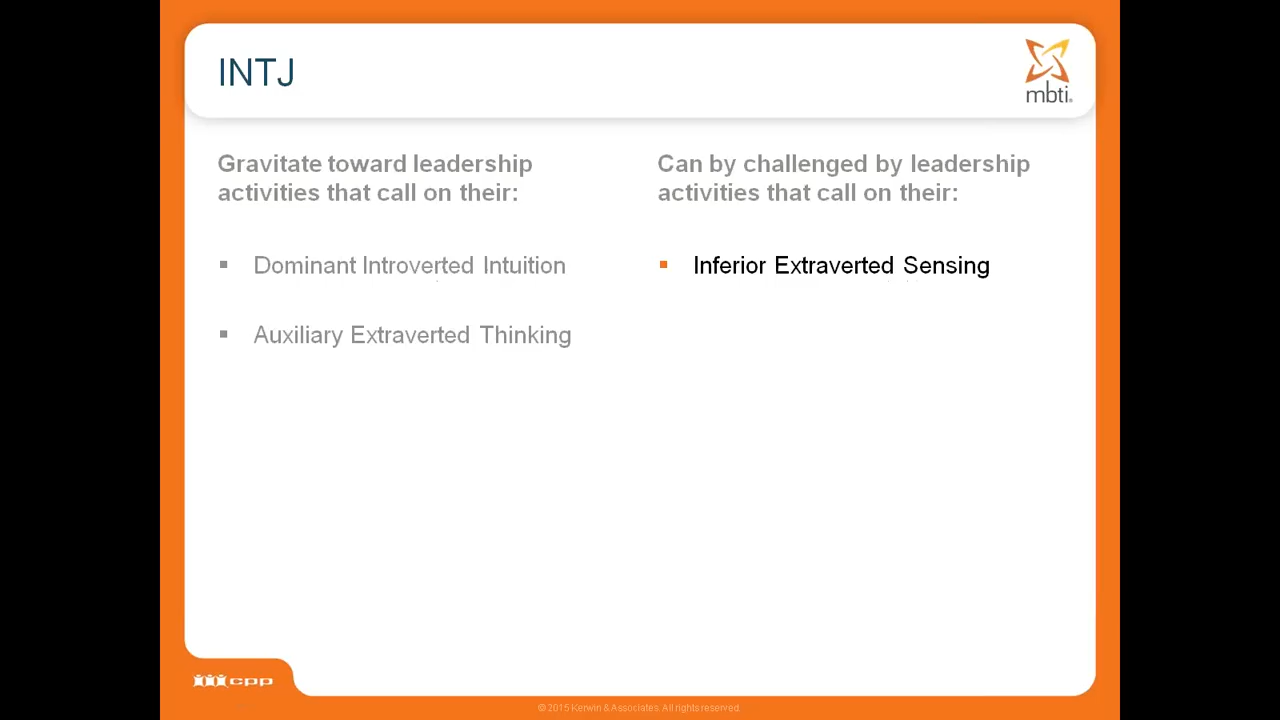 INTJ
mbti®
Gravitate toward leadership
activities that call on their:
▪ Dominant Introverted Intuition
▪ Auxiliary Extraverted Thinking
Can by challenged by leadership
activities that call on their:
▪ Inferior Extraverted Sensing
cpp
© 2015 Kerwin & Associates. All rights reserved.